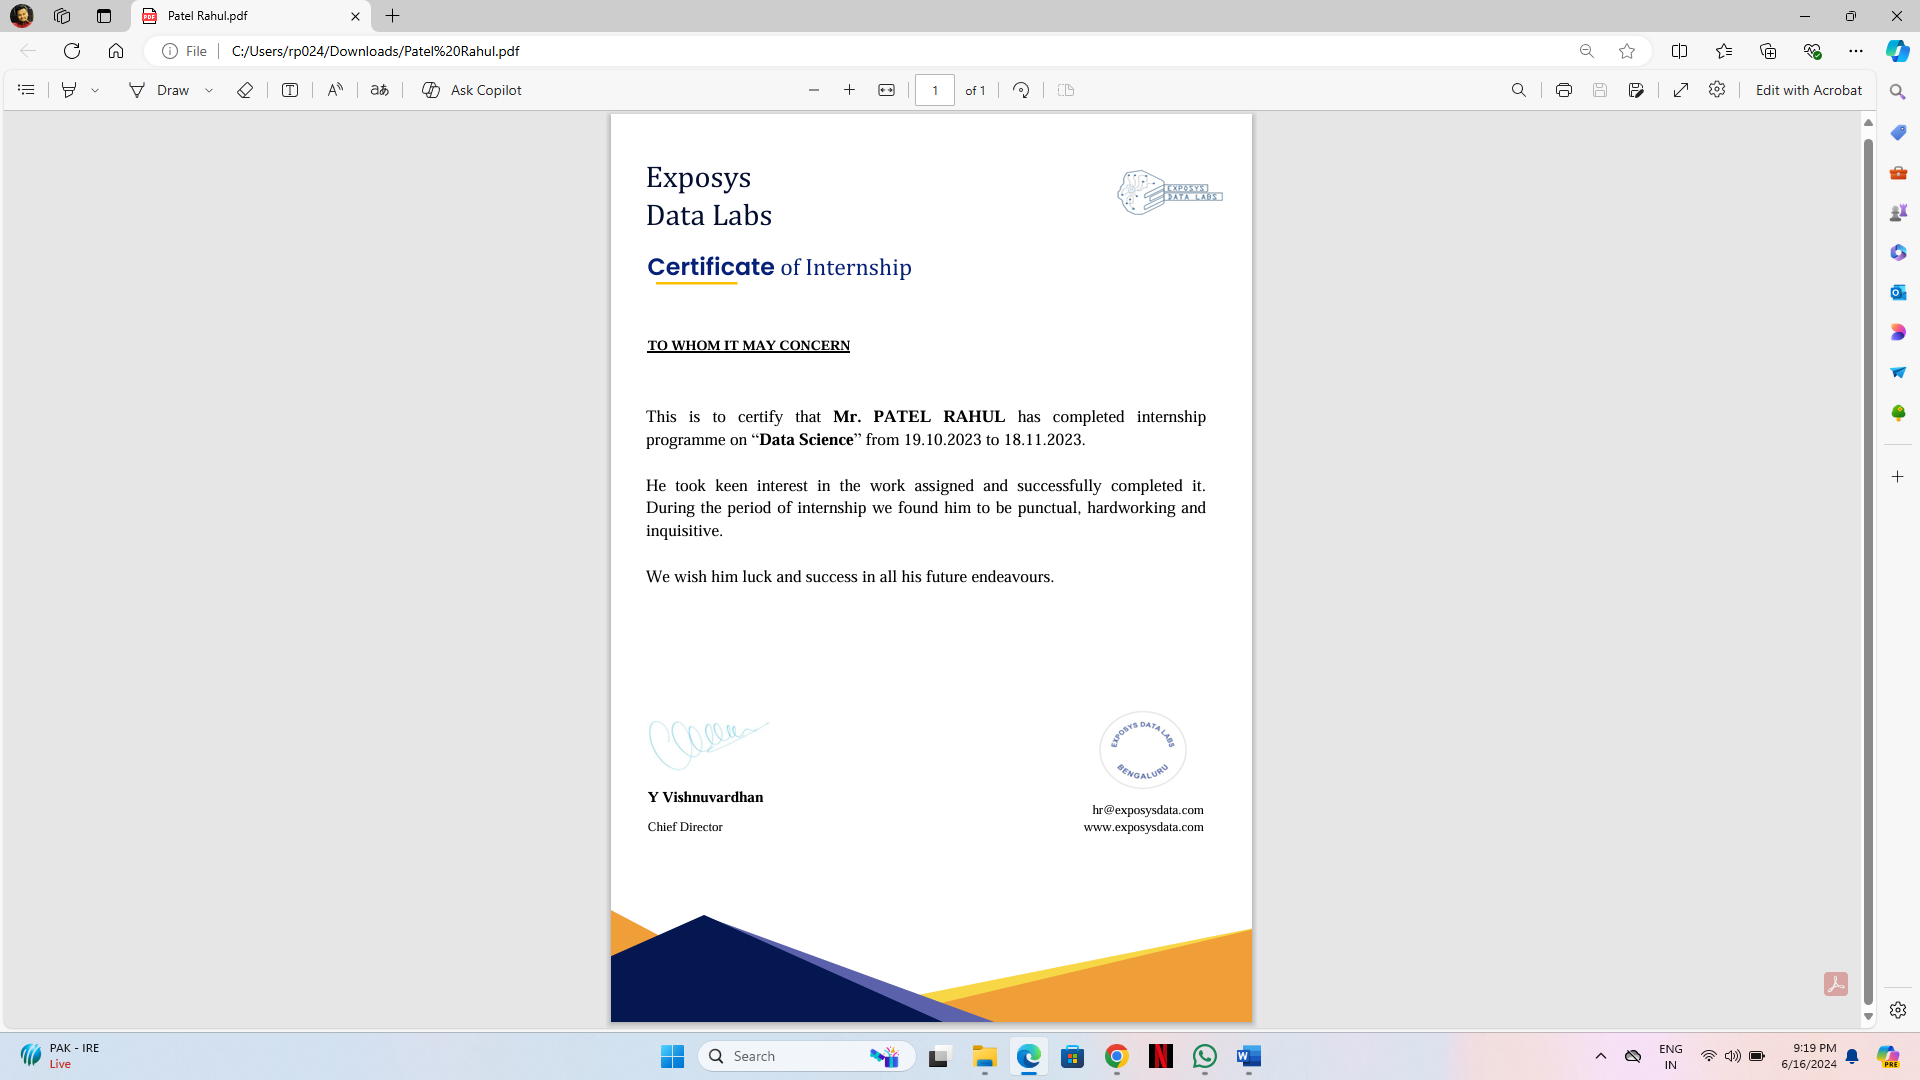 Patel Rahul.pdf
File
C:/Users/rp024/Downloads/Patel%20Rahul.pdf
Draw
Ask Copilot
1
of 1
Edit with Acrobat
Exposys
Data Labs
EXPOSYS
DATA LABS
Certificate of Internship
TO WHOM IT MAY CONCERN
This is to certify that Mr. PATEL RAHUL has completed internship
programme on “Data Science” from 19.10.2023 to 18.11.2023.
He took keen interest in the work assigned and successfully completed it.
During the period of internship we found him to be punctual, hardworking and
inquisitive.
We wish him luck and success in all his future endeavours.
EXPOSYS DATA LABS
BENGALURU
Y Vishnuvardhan
Chief Director
hr@exposysdata.com
www.exposysdata.com
PAK - IRE
Live
Search
ENG
IN
9:19 PM
6/16/2024
PRE